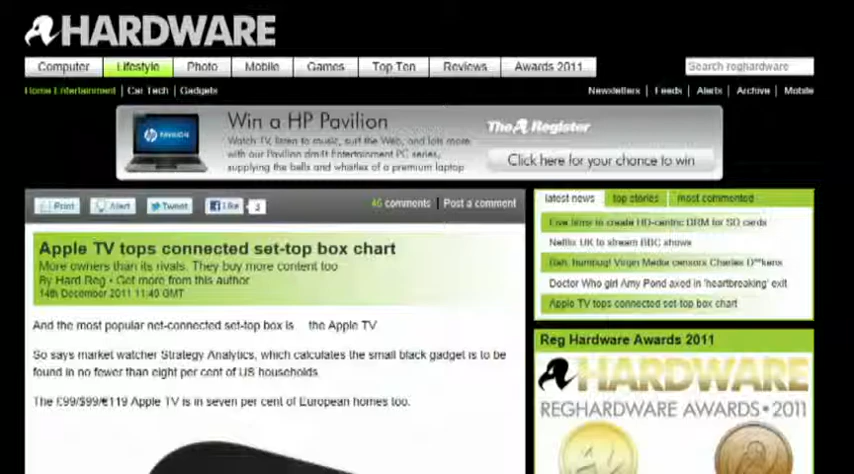 HARDWARE
Computer Lifestyle Photo Mobile Games Top Ten Reviews Awards 2011 Search reghardware
Home Entertainment | Car Tech | Gadgets Newsletters | Feeds | Alerts | Archive | Mobile
Win a HP Pavilion
Watch TV, listen to music, surf the Web, and lots more
with our Pavilion dm4t Entertainment PC series,
supplying the bells and whistles of a premium laptop
The Register
Click here for your chance to win
Print Alert Tweet Like 3 46 comments | Post a comment
Apple TV tops connected set-top box chart
More owners than its rivals. They buy more content too
By Hard Reg • Get more from this author
14th December 2011 11:40 GMT
And the most popular net-connected set-top box is the Apple TV
So says market watcher Strategy Analytics, which calculates the small black gadget is to be
found in no fewer than eight per cent of US households
The £99/$99/€119 Apple TV is in seven per cent of European homes too.
latest news top stories most commented
Five firms to create HD-centric DRM for SD cards
Netflix UK to stream BBC shows
Bah, humbug! Virgin Media censors Charles D**kens
Doctor Who girl Amy Pond axed in 'heartbreaking' exit
Apple TV tops connected set-top box chart
Reg Hardware Awards 2011
HARDWARE
REGHARDWARE AWARDS • 2011